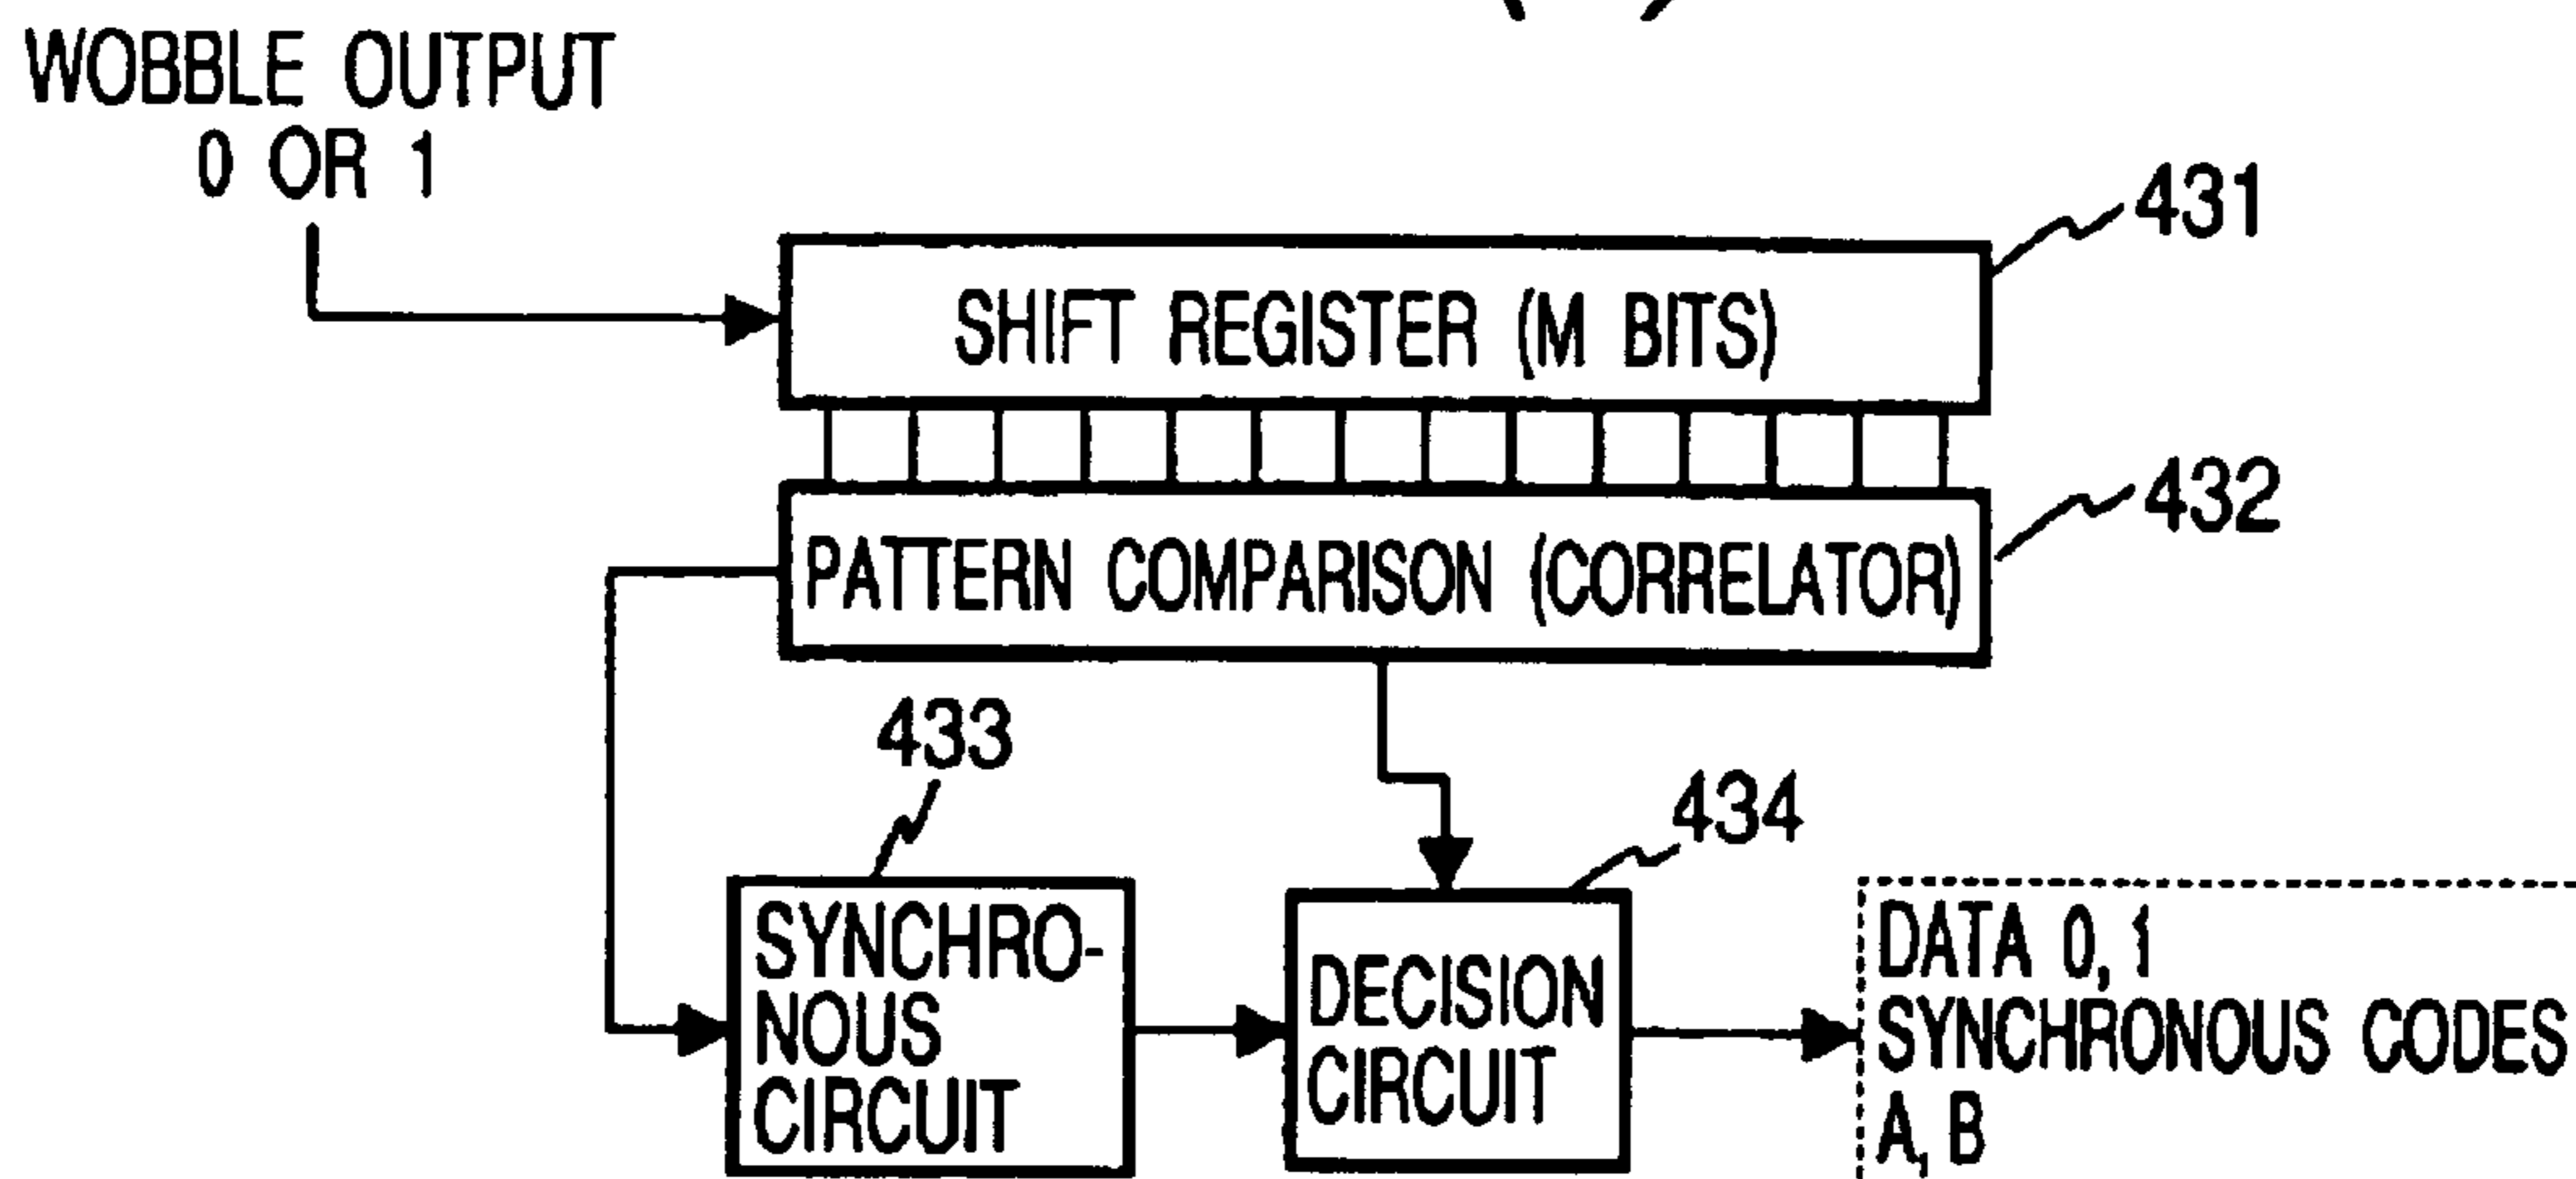 WOBBLE OUTPUT
0 OR 1
431
SHIFT REGISTER (M BITS)
432
PATTERN COMPARISON (CORRELATOR)
433
434
SYNCHRO-
NOUS
CIRCUIT
DECISION
CIRCUIT
DATA 0, 1
SYNCHRONOUS CODES
A, B